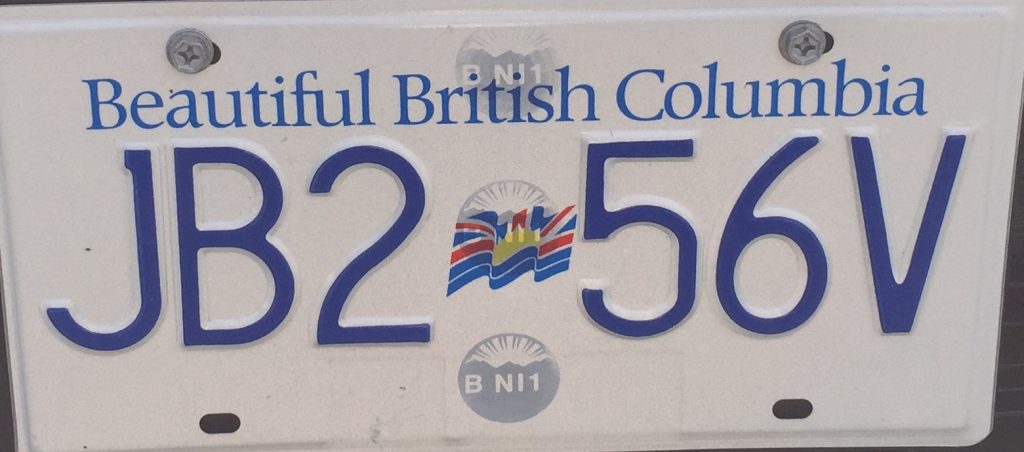 B NI1
Beautiful British Columbia
JB2 56V
B NI1